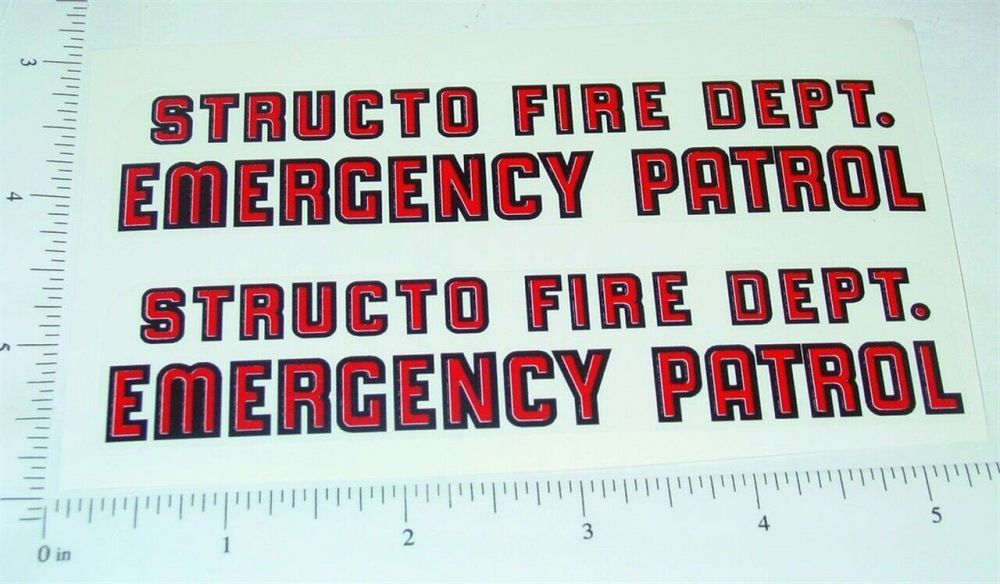 STRUCTO FIRE DEPT.
EMERGENCY PATROL
STRUCTO FIRE DEPT.
EMERGENCY PATROL
3
4
5
0 in 1 2 3 4 5